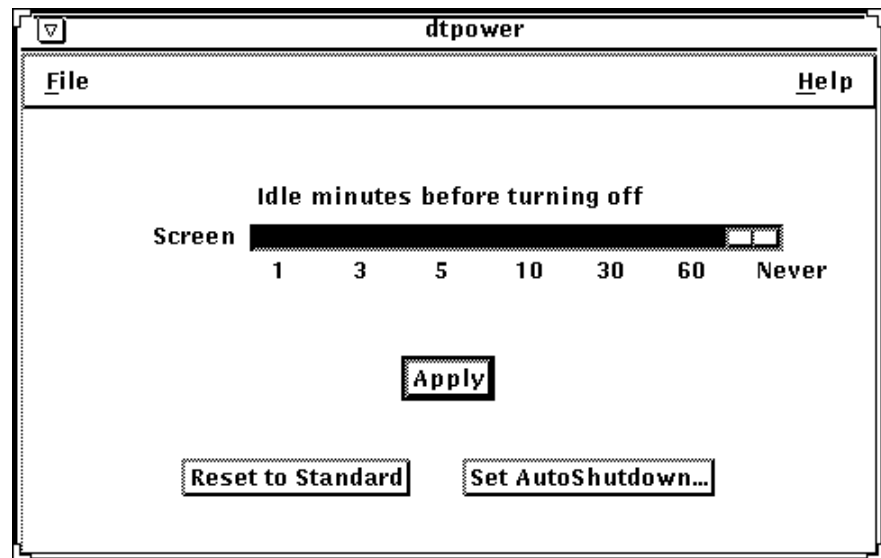 dtpower
File Help
Idle minutes before turning off
Screen
1 3 5 10 30 60 Never
Apply
Reset to Standard Set AutoShutdown...